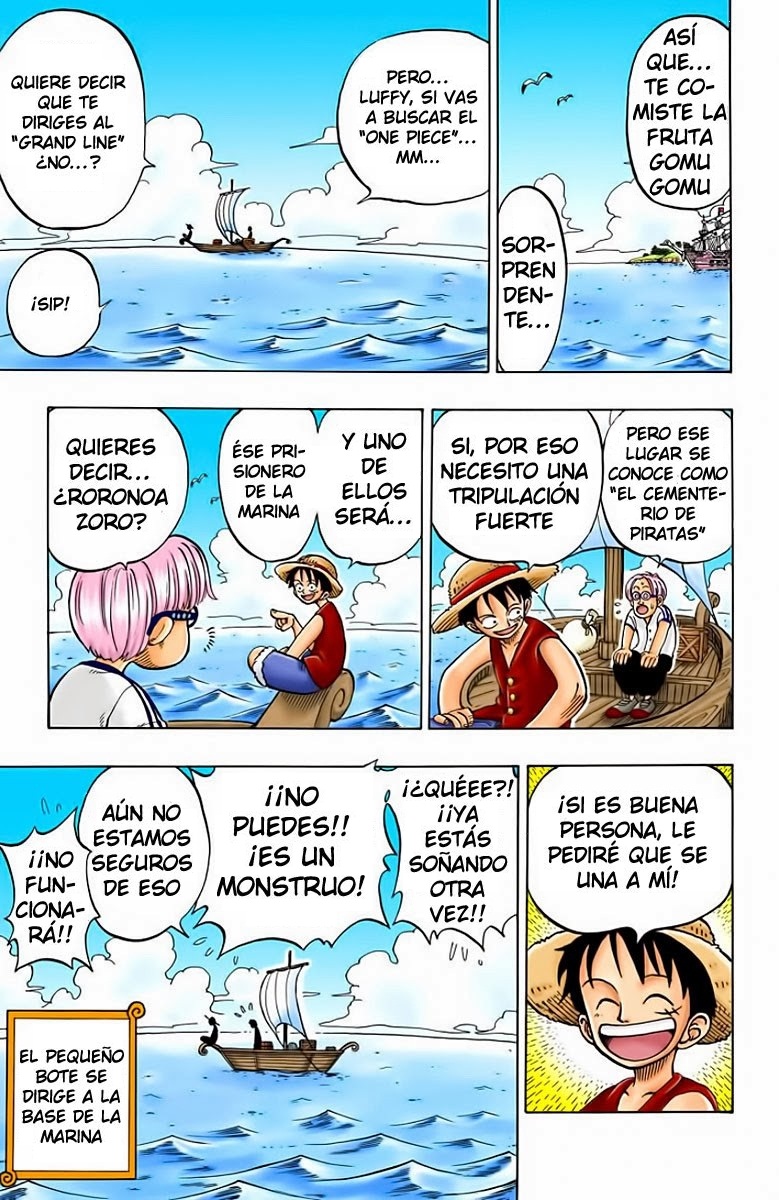 ASÍ
QUE...
TE CO-
MISTE LA
FRUTA
GOMU
GOMU
SOR-
PREN
DEN-
TE...
PERO...
LUFFY, SI VAS
A BUSCAR EL
"ONE PIECE"...
MM...
QUIERE DECIR
QUE TE
DIRIGES AL
"GRAND LINE"
¿NO...?
¡SIP!
PERO ESE
LUGAR SE
CONOCE COMO
"EL CEMENTE-
RIO DE
PIRATAS"
SI, POR ESO
NECESITO UNA
TRIPULACIÓN
FUERTE
Y UNO
DE
ELLOS
SERÁ...
ÉSE PRI-
SIONERO
DE LA
MARINA
QUIERES
DECIR...
¿RORONOA
ZORO?
¡SI ES BUENA
PERSONA, LE
PEDIRÉ QUE SE
UNA A MÍ!
¡¿QUÉEE?!
¡¡YA
ESTÁS
SOÑANDO
OTRA
VEZ!!
¡¡NO
PUEDES!!
¡ES UN
MONSTRUO!
AÚN NO
ESTAMOS
SEGUROS
DE ESO
¡¡NO
FUN-
CIONA-
RÁ!!
EL PEQUEÑO
BOTE SE
DIRIGE A LA
BASE DE LA
MARINA